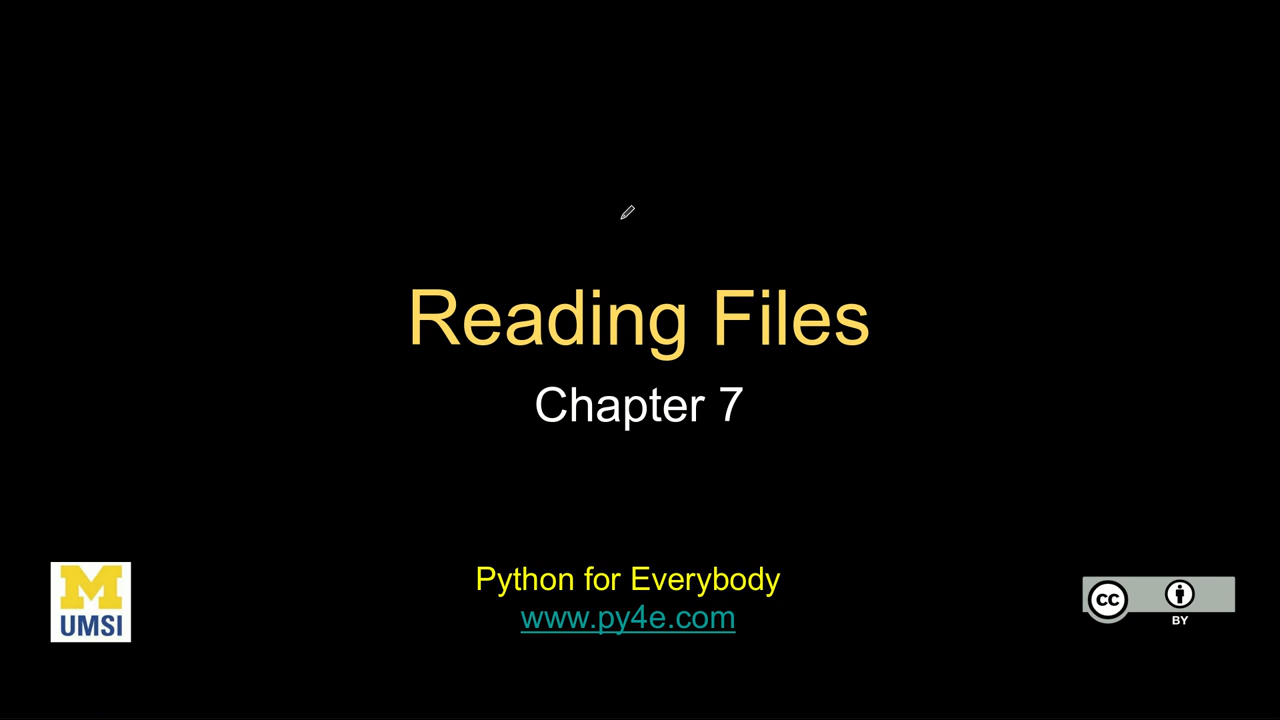 Reading Files
Chapter 7
Python for Everybody
www.py4e.com
M
UMSI
CC
BY